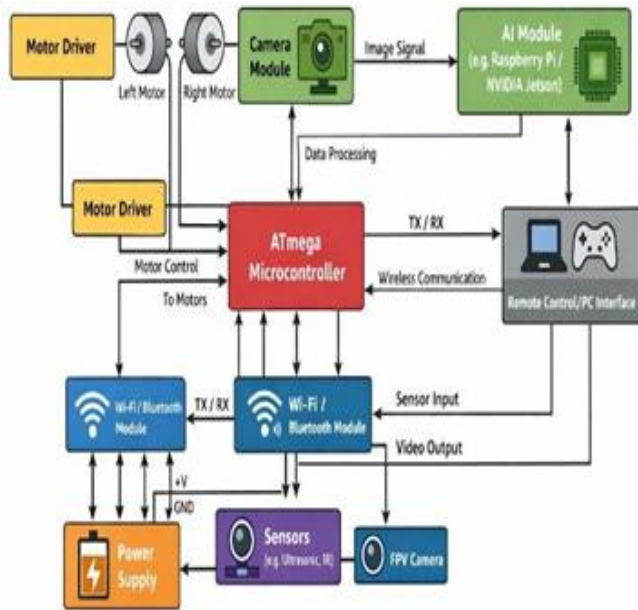 Motor Driver
Left Motor
Right Motor
Camera
Module
Image Signal
AI Module
(e.g. Raspberry Pi /
NVIDIA Jetson)
Data Processing
Motor Driver
Motor Control
To Motors
ATmega
Microcontroller
TX / RX
Wireless Communication
Remote Control/PC Interface
Wi-Fi / Bluetooth
Module
TX / RX
Wi-Fi /
Bluetooth Module
Sensor Input
Video Output
+V
GND
Power
Supply
Sensors
(e.g. Ultrasonic, IR)
FPV Camera